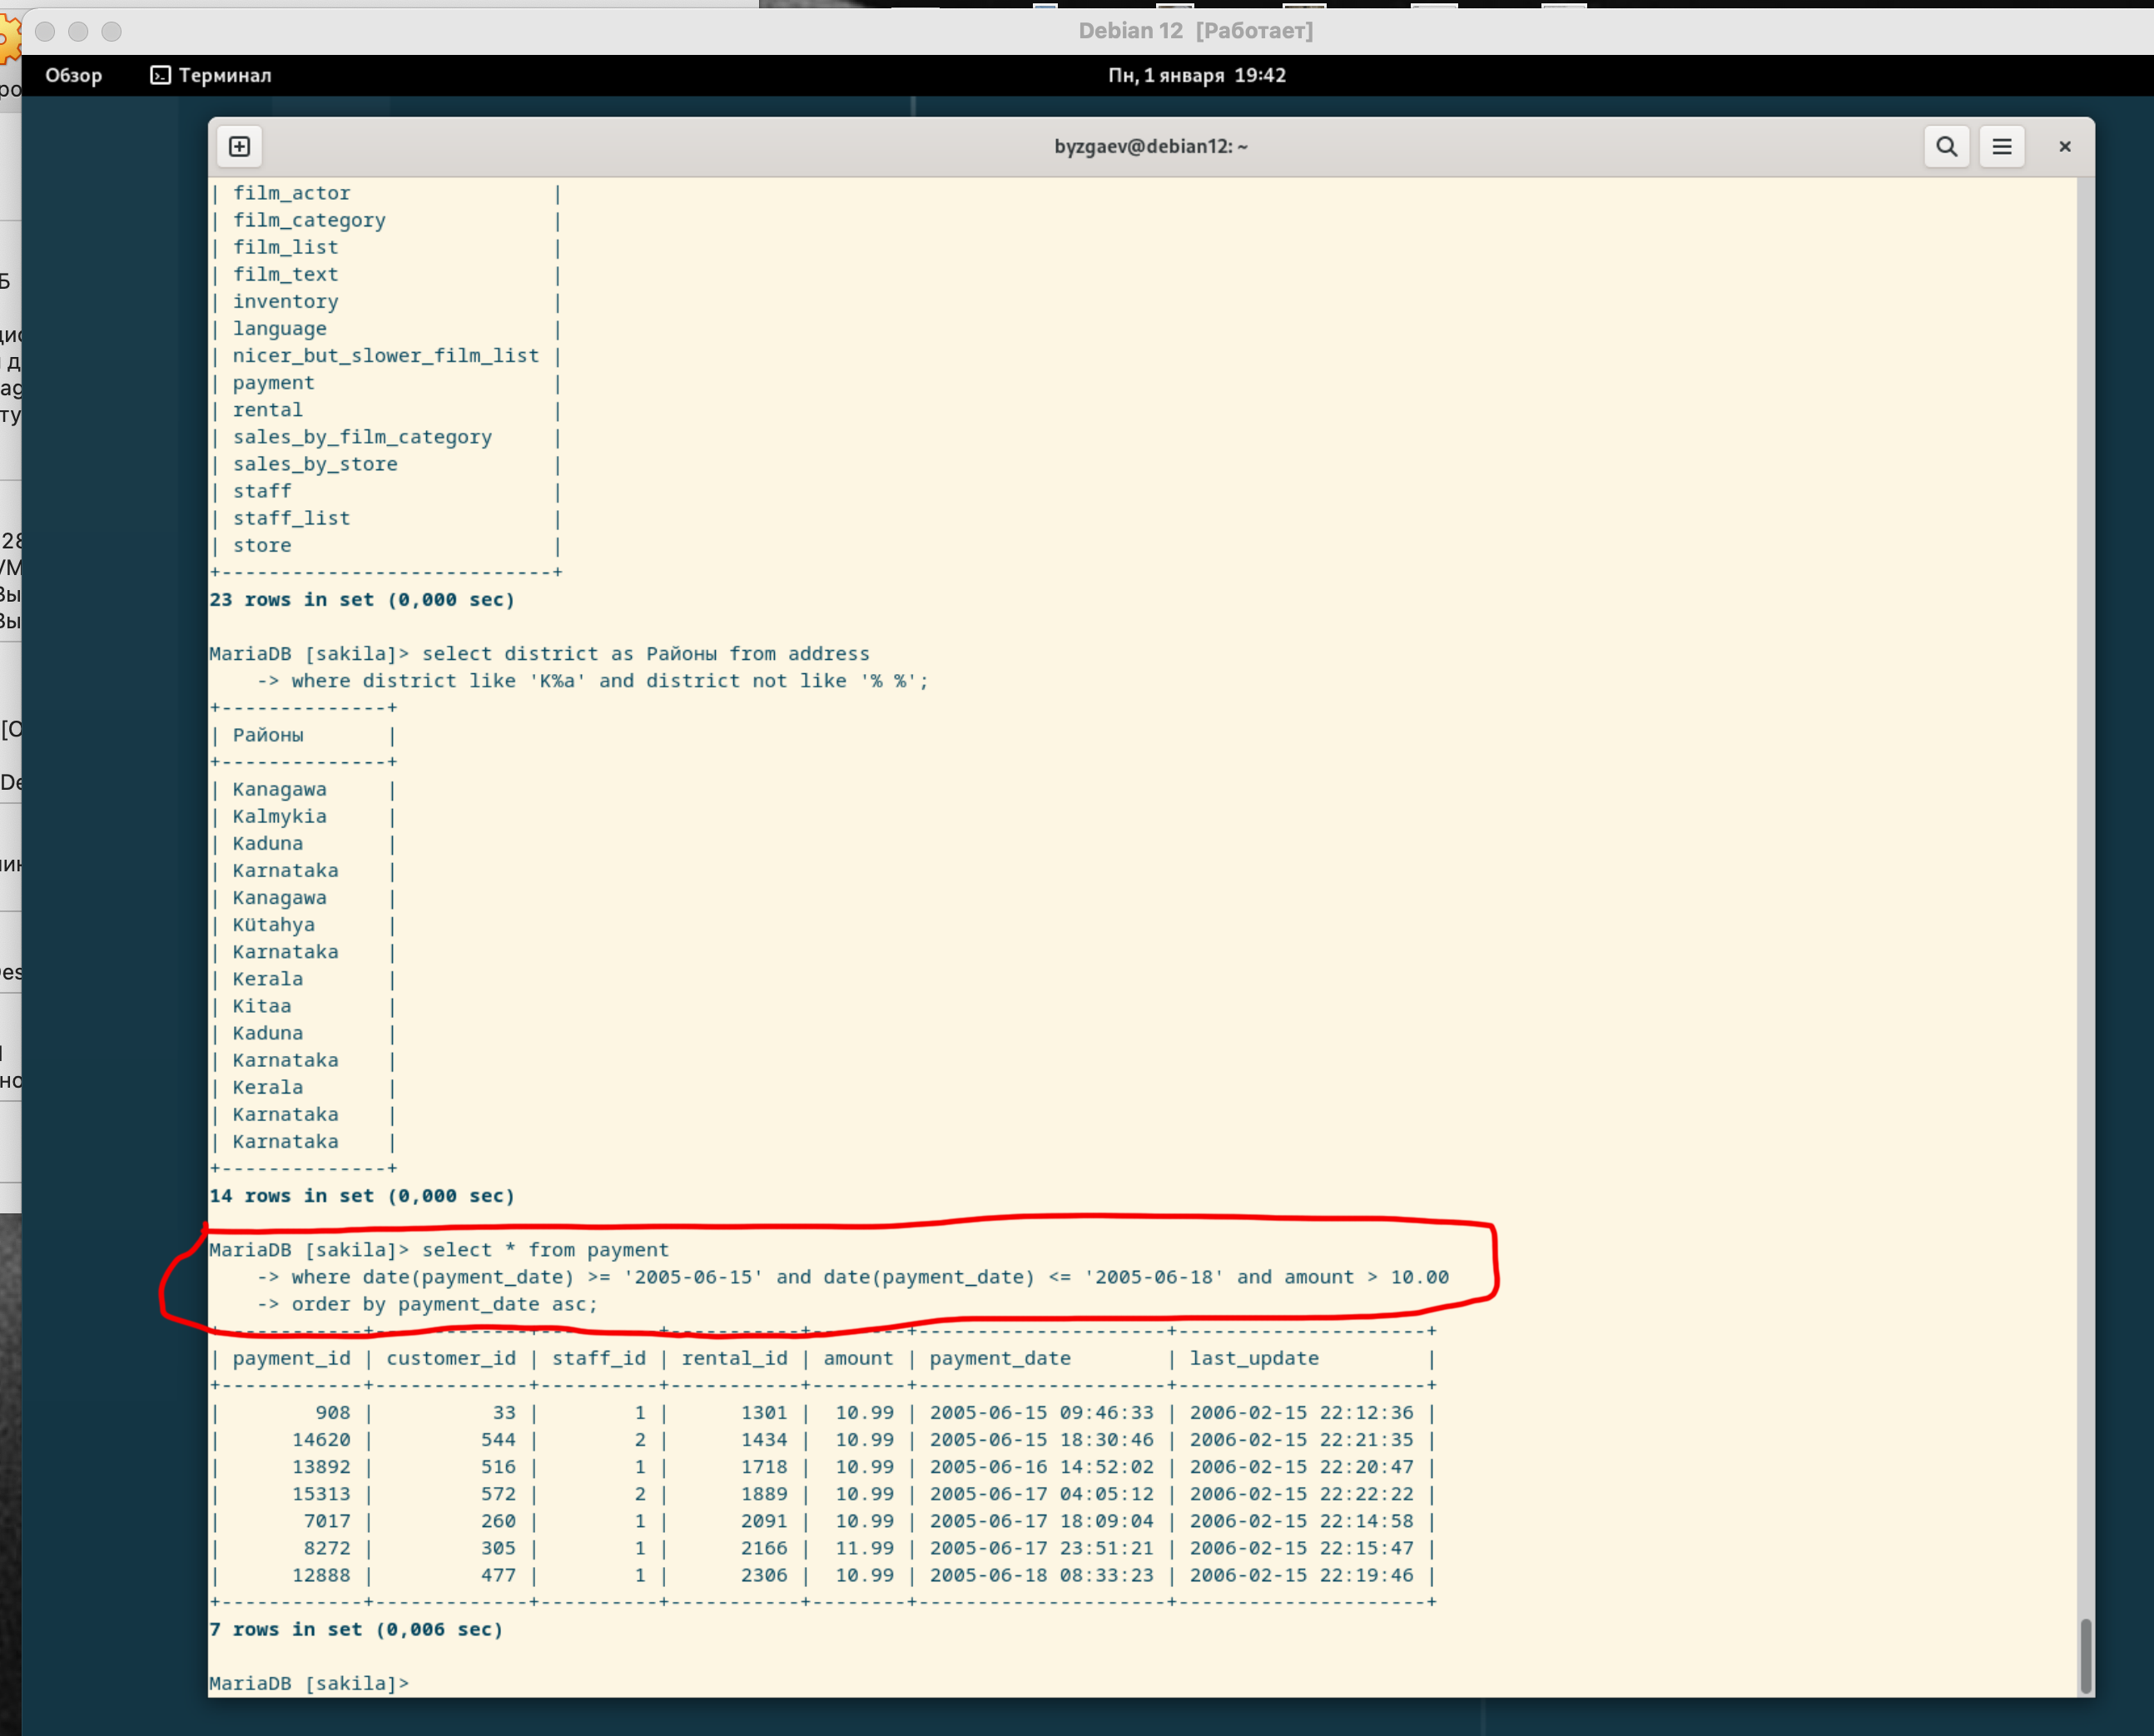 Debian 12 [Работает]
Обзор Терминал Пн, 1 января 19:42
byzgaev@debian12: ~
| film_actor                 |
| film_category              |
| film_list                  |
| film_text                  |
| inventory                  |
| language                   |
| nicer_but_slower_film_list |
| payment                    |
| rental                     |
| sales_by_film_category     |
| sales_by_store             |
| staff                      |
| staff_list                 |
| store                      |
+----------------------------+
23 rows in set (0,000 sec)
MariaDB [sakila]> select district as Районы from address
    -> where district like 'K%a' and district not like '% %';
+--------------+
| Районы       |
+--------------+
| Kanagawa     |
| Kalmykia     |
| Kaduna       |
| Karnataka    |
| Kanagawa     |
| Kütahya      |
| Karnataka    |
| Kerala       |
| Kitaa        |
| Kaduna       |
| Karnataka    |
| Kerala       |
| Karnataka    |
| Karnataka    |
+--------------+
14 rows in set (0,000 sec)
MariaDB [sakila]> select * from payment
    -> where date(payment_date) >= '2005-06-15' and date(payment_date) <= '2005-06-18' and amount > 10.00
    -> order by payment_date asc;
+------------+-------------+----------+-----------+--------+---------------------+---------------------+
| payment_id | customer_id | staff_id | rental_id | amount | payment_date        | last_update         |
+------------+-------------+----------+-----------+--------+---------------------+---------------------+
|        908 |          33 |        1 |      1301 |  10.99 | 2005-06-15 09:46:33 | 2006-02-15 22:12:36 |
|      14620 |         544 |        2 |      1434 |  10.99 | 2005-06-15 18:30:46 | 2006-02-15 22:21:35 |
|      13892 |         516 |        1 |      1718 |  10.99 | 2005-06-16 14:52:02 | 2006-02-15 22:20:47 |
|      15313 |         572 |        2 |      1889 |  10.99 | 2005-06-17 04:05:12 | 2006-02-15 22:22:22 |
|       7017 |         260 |        1 |      2091 |  10.99 | 2005-06-17 18:09:04 | 2006-02-15 22:14:58 |
|       8272 |         305 |        1 |      2166 |  11.99 | 2005-06-17 23:51:21 | 2006-02-15 22:15:47 |
|      12888 |         477 |        1 |      2306 |  10.99 | 2005-06-18 08:33:23 | 2006-02-15 22:19:46 |
+------------+-------------+----------+-----------+--------+---------------------+---------------------+
7 rows in set (0,006 sec)
MariaDB [sakila]>